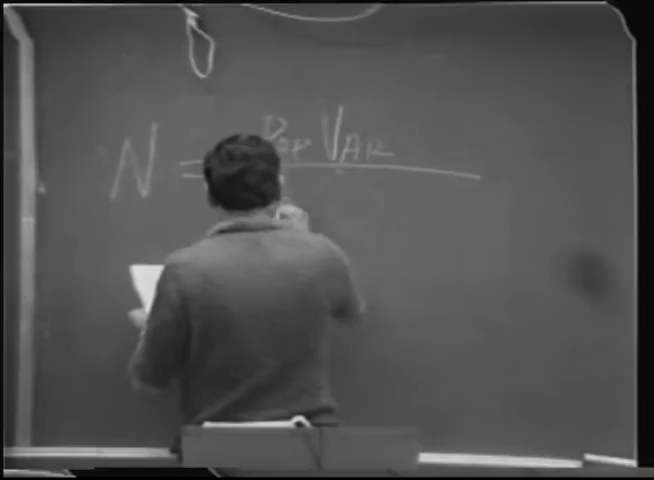 N = Pop Var